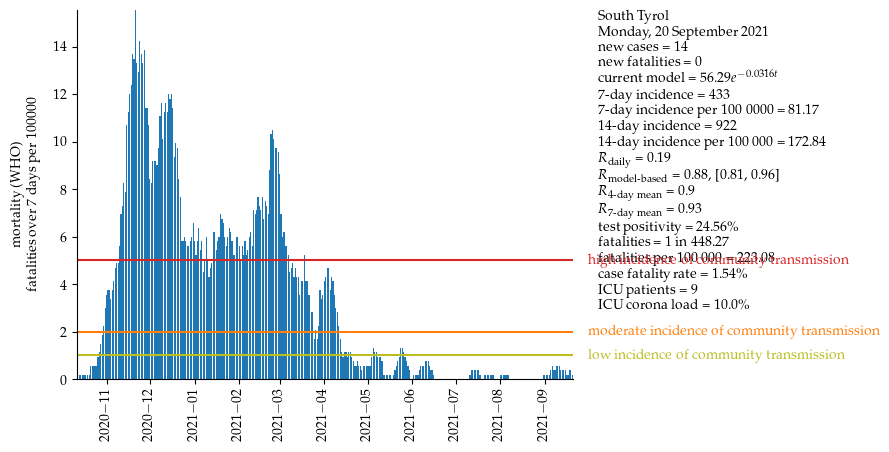 South Tyrol
Monday, 20 September 2021
new cases = 14
new fatalities = 0
current model = 56.29e^{-0.0316t}
7-day incidence = 433
7-day incidence per 100 0000 = 81.17
14-day incidence = 922
14-day incidence per 100 000 = 172.84
R_daily = 0.19
R_model-based = 0.88, [0.81, 0.96]
R_4-day mean = 0.9
R_7-day mean = 0.93
test positivity = 24.56%
fatalities = 1 in 448.27
fatalities per 100 000 = 223.08
high incidence of community transmission
case fatality rate = 1.54%
ICU patients = 9
ICU corona load = 10.0%
moderate incidence of community transmission
low incidence of community transmission
mortality (WHO)
fatalities over 7 days per 100000
14
12
10
8
6
4
2
0
2020−11
2020−12
2021−01
2021−02
2021−03
2021−04
2021−05
2021−06
2021−07
2021−08
2021−09